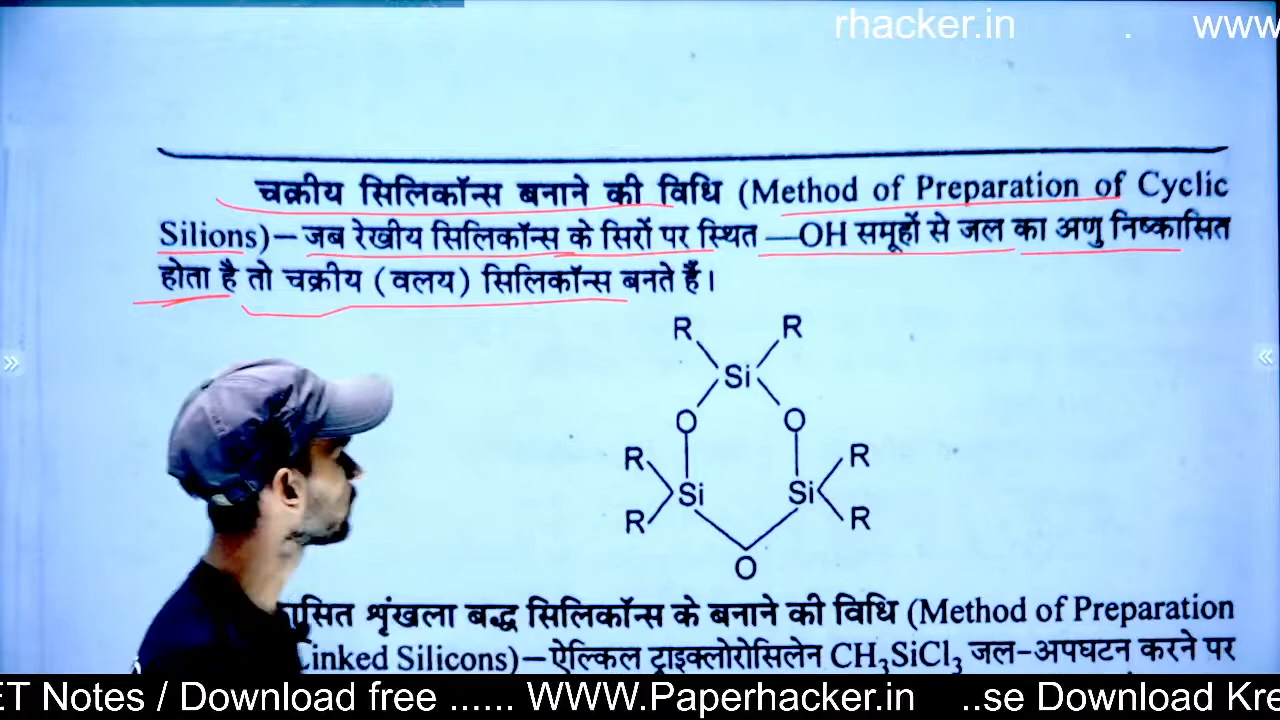 rhacker.in . www
चक्रीय सिलिकॉन्स बनाने की विधि (Method of Preparation of Cyclic
Silions)–जब रेखीय सिलिकॉन्स के सिरों पर स्थित —OH समूहों से जल का अणु निष्कासित
होता है तो चक्रीय (वलय) सिलिकॉन्स बनते हैं।
R R
Si
O O
R R
Si Si
R R
O
सित शृंखला बद्ध सिलिकॉन्स के बनाने की विधि (Method of Preparation
Linked Silicons)–ऐल्किल ट्राइक्लोरोसिलेन CH₃SiCl₃ जल-अपघटन करने पर
ET Notes / Download free ...... WWW.Paperhacker.in ..se Download Kre